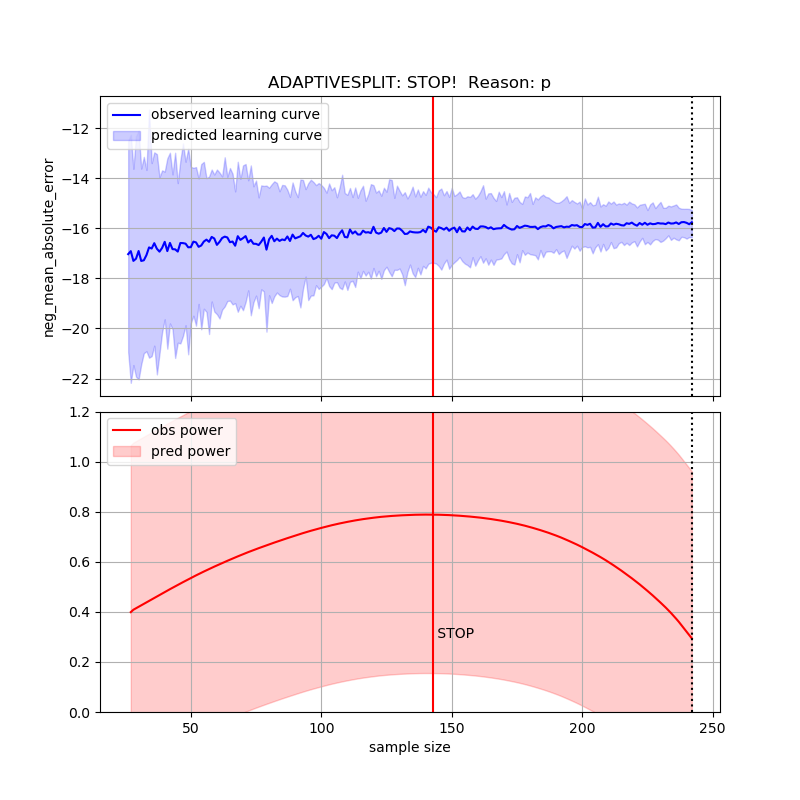 ADAPTIVESPLIT: STOP!  Reason: p
observed learning curve
predicted learning curve
neg_mean_absolute_error
−12
−14
−16
−18
−20
−22
obs power
pred power
1.2
1.0
0.8
0.6
0.4
0.2
0.0
STOP
50 100 150 200 250
sample size